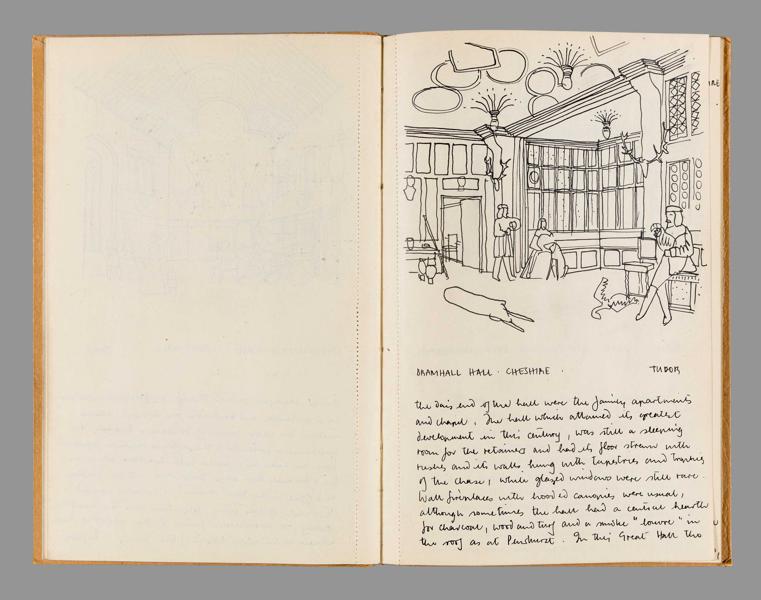 BRAMHALL HALL · CHESHIRE · TUDOR
the dais end of the hall were the family apartments
and chapel. The hall which attained its greatest
development in this century, was still a sleeping
room for the retainers and had its floor strewn with
rushes and its walls hung with tapestries and trophies
of the chase, while glazed windows were still rare.
Wall fireplaces with hooded canopies were usual,
although sometimes the hall had a central hearth
for charcoal, wood and turf and a smoke "louvre" in
the roof as at Penshurst. In this Great Hall the